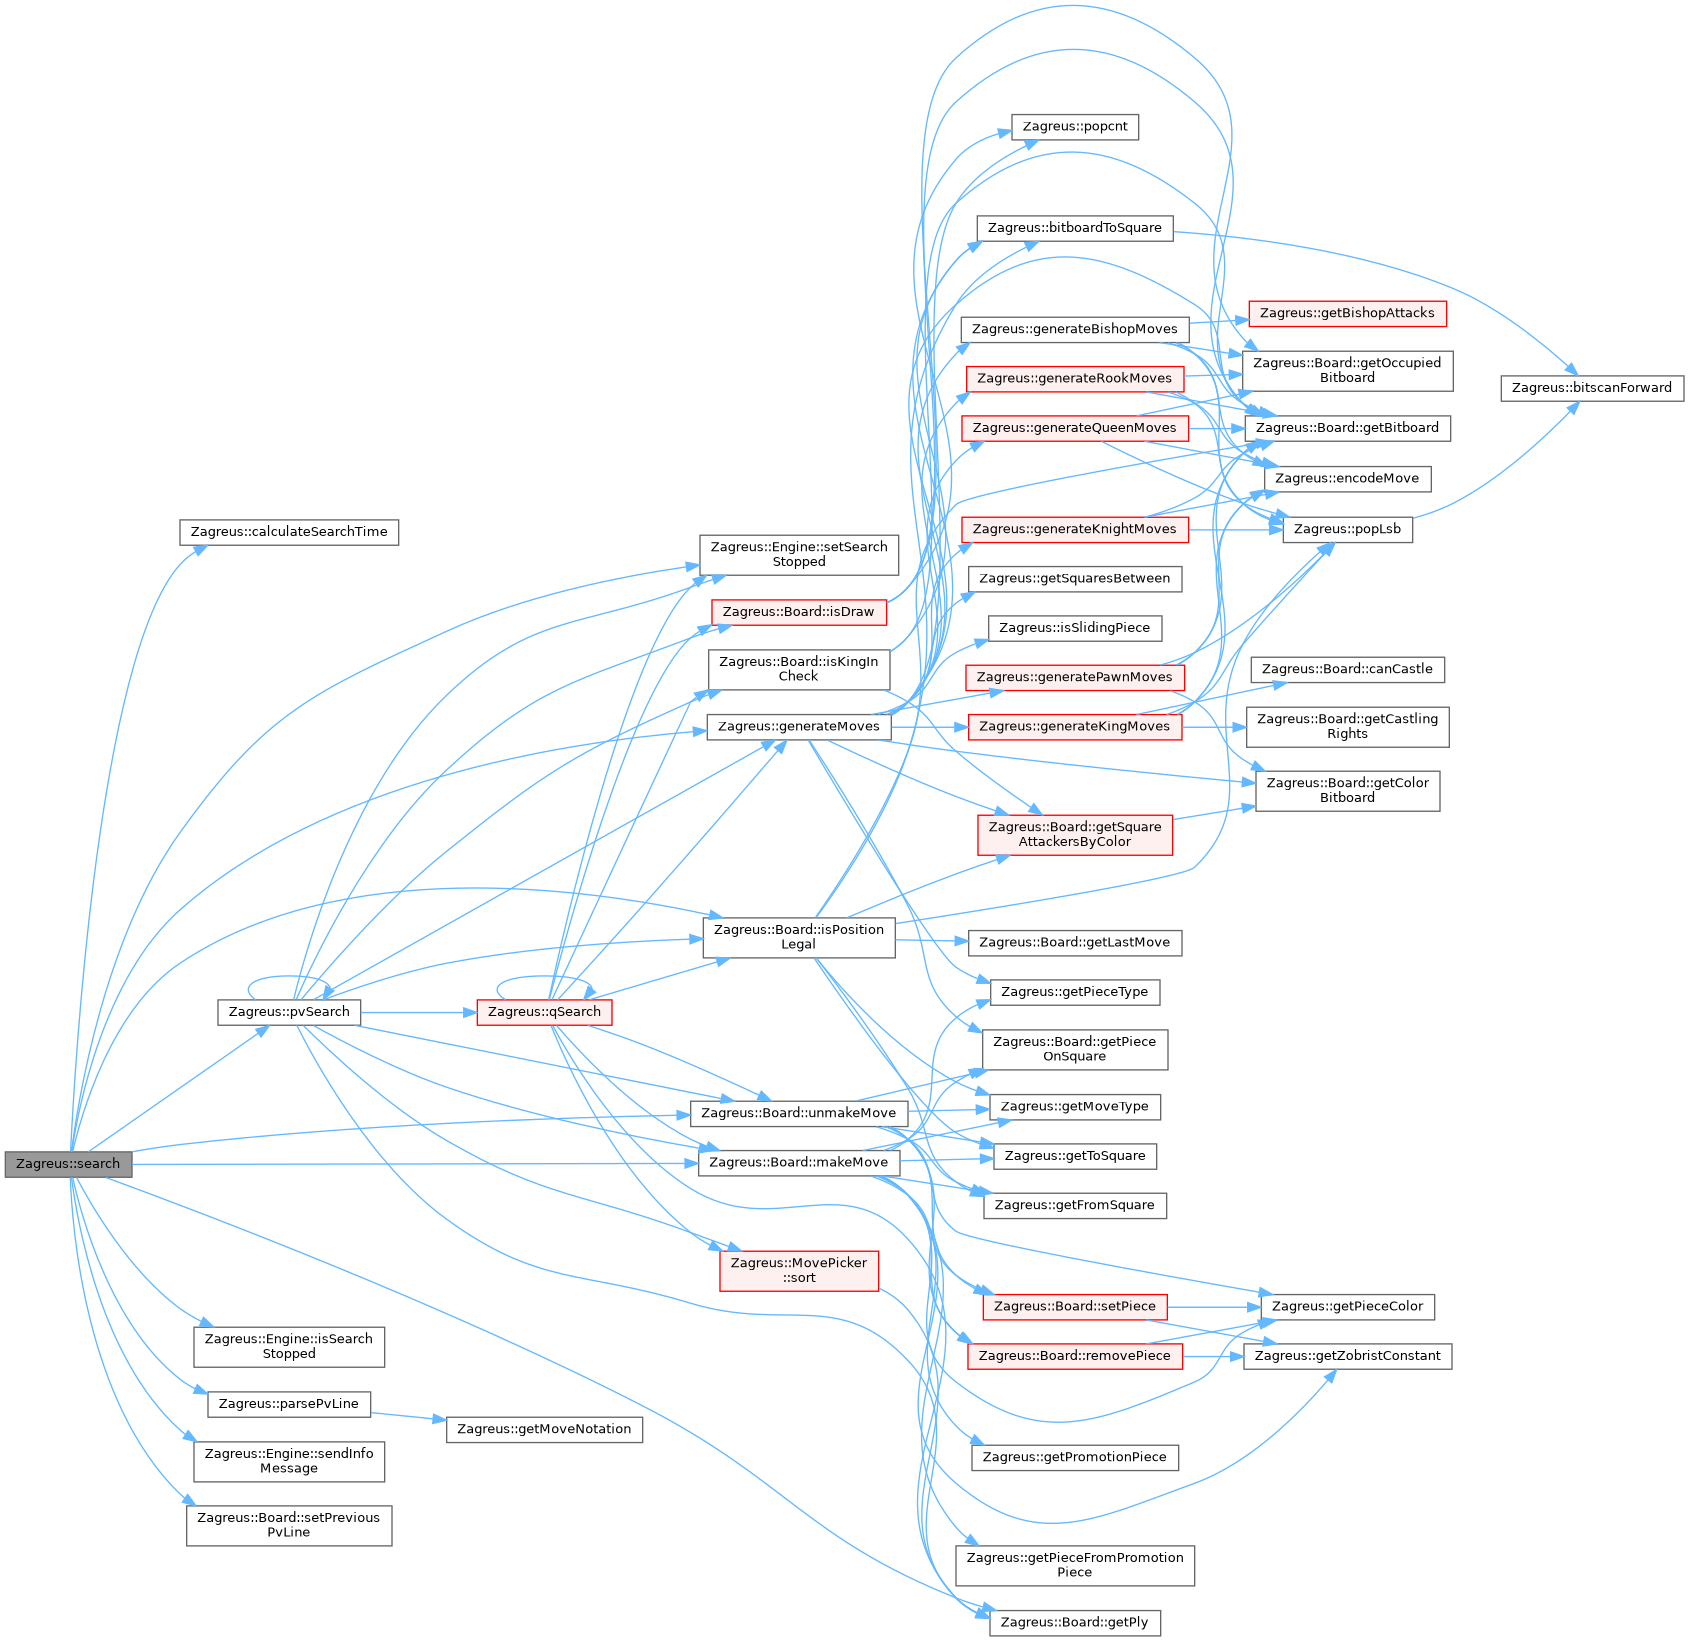 Zagreus::search
Zagreus::calculateSearchTime
Zagreus::pvSearch
Zagreus::Engine::isSearch
Stopped
Zagreus::parsePvLine
Zagreus::Engine::sendInfo
Message
Zagreus::Board::setPrevious
PvLine
Zagreus::qSearch
Zagreus::getMoveNotation
Zagreus::Engine::setSearch
Stopped
Zagreus::Board::isDraw
Zagreus::Board::isKingIn
Check
Zagreus::generateMoves
Zagreus::Board::isPosition
Legal
Zagreus::Board::unmakeMove
Zagreus::Board::makeMove
Zagreus::MovePicker
::sort
Zagreus::popcnt
Zagreus::bitboardToSquare
Zagreus::generateBishopMoves
Zagreus::generateRookMoves
Zagreus::generateQueenMoves
Zagreus::generateKnightMoves
Zagreus::getSquaresBetween
Zagreus::isSlidingPiece
Zagreus::generatePawnMoves
Zagreus::generateKingMoves
Zagreus::Board::getSquare
AttackersByColor
Zagreus::Board::getLastMove
Zagreus::getPieceType
Zagreus::Board::getPiece
OnSquare
Zagreus::getMoveType
Zagreus::getToSquare
Zagreus::getFromSquare
Zagreus::Board::setPiece
Zagreus::Board::removePiece
Zagreus::getPromotionPiece
Zagreus::getPieceFromPromotion
Piece
Zagreus::Board::getPly
Zagreus::getBishopAttacks
Zagreus::Board::getOccupied
Bitboard
Zagreus::Board::getBitboard
Zagreus::encodeMove
Zagreus::popLsb
Zagreus::Board::canCastle
Zagreus::Board::getCastling
Rights
Zagreus::Board::getColor
Bitboard
Zagreus::getPieceColor
Zagreus::getZobristConstant
Zagreus::bitscanForward